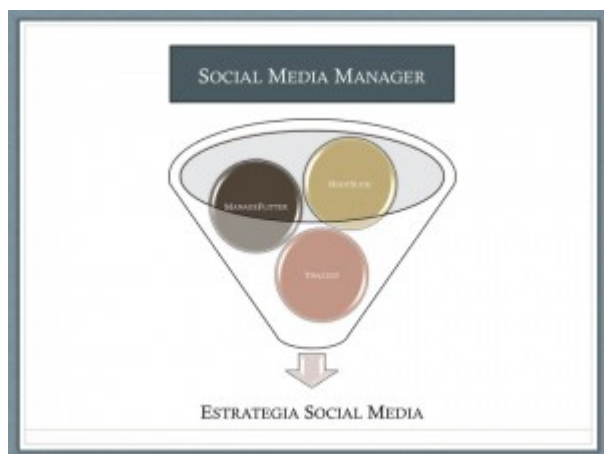 SOCIAL MEDIA MANAGER
HOOTSUITE
MANAGEFLITTER
ESTRATEGIA SOCIAL MEDIA